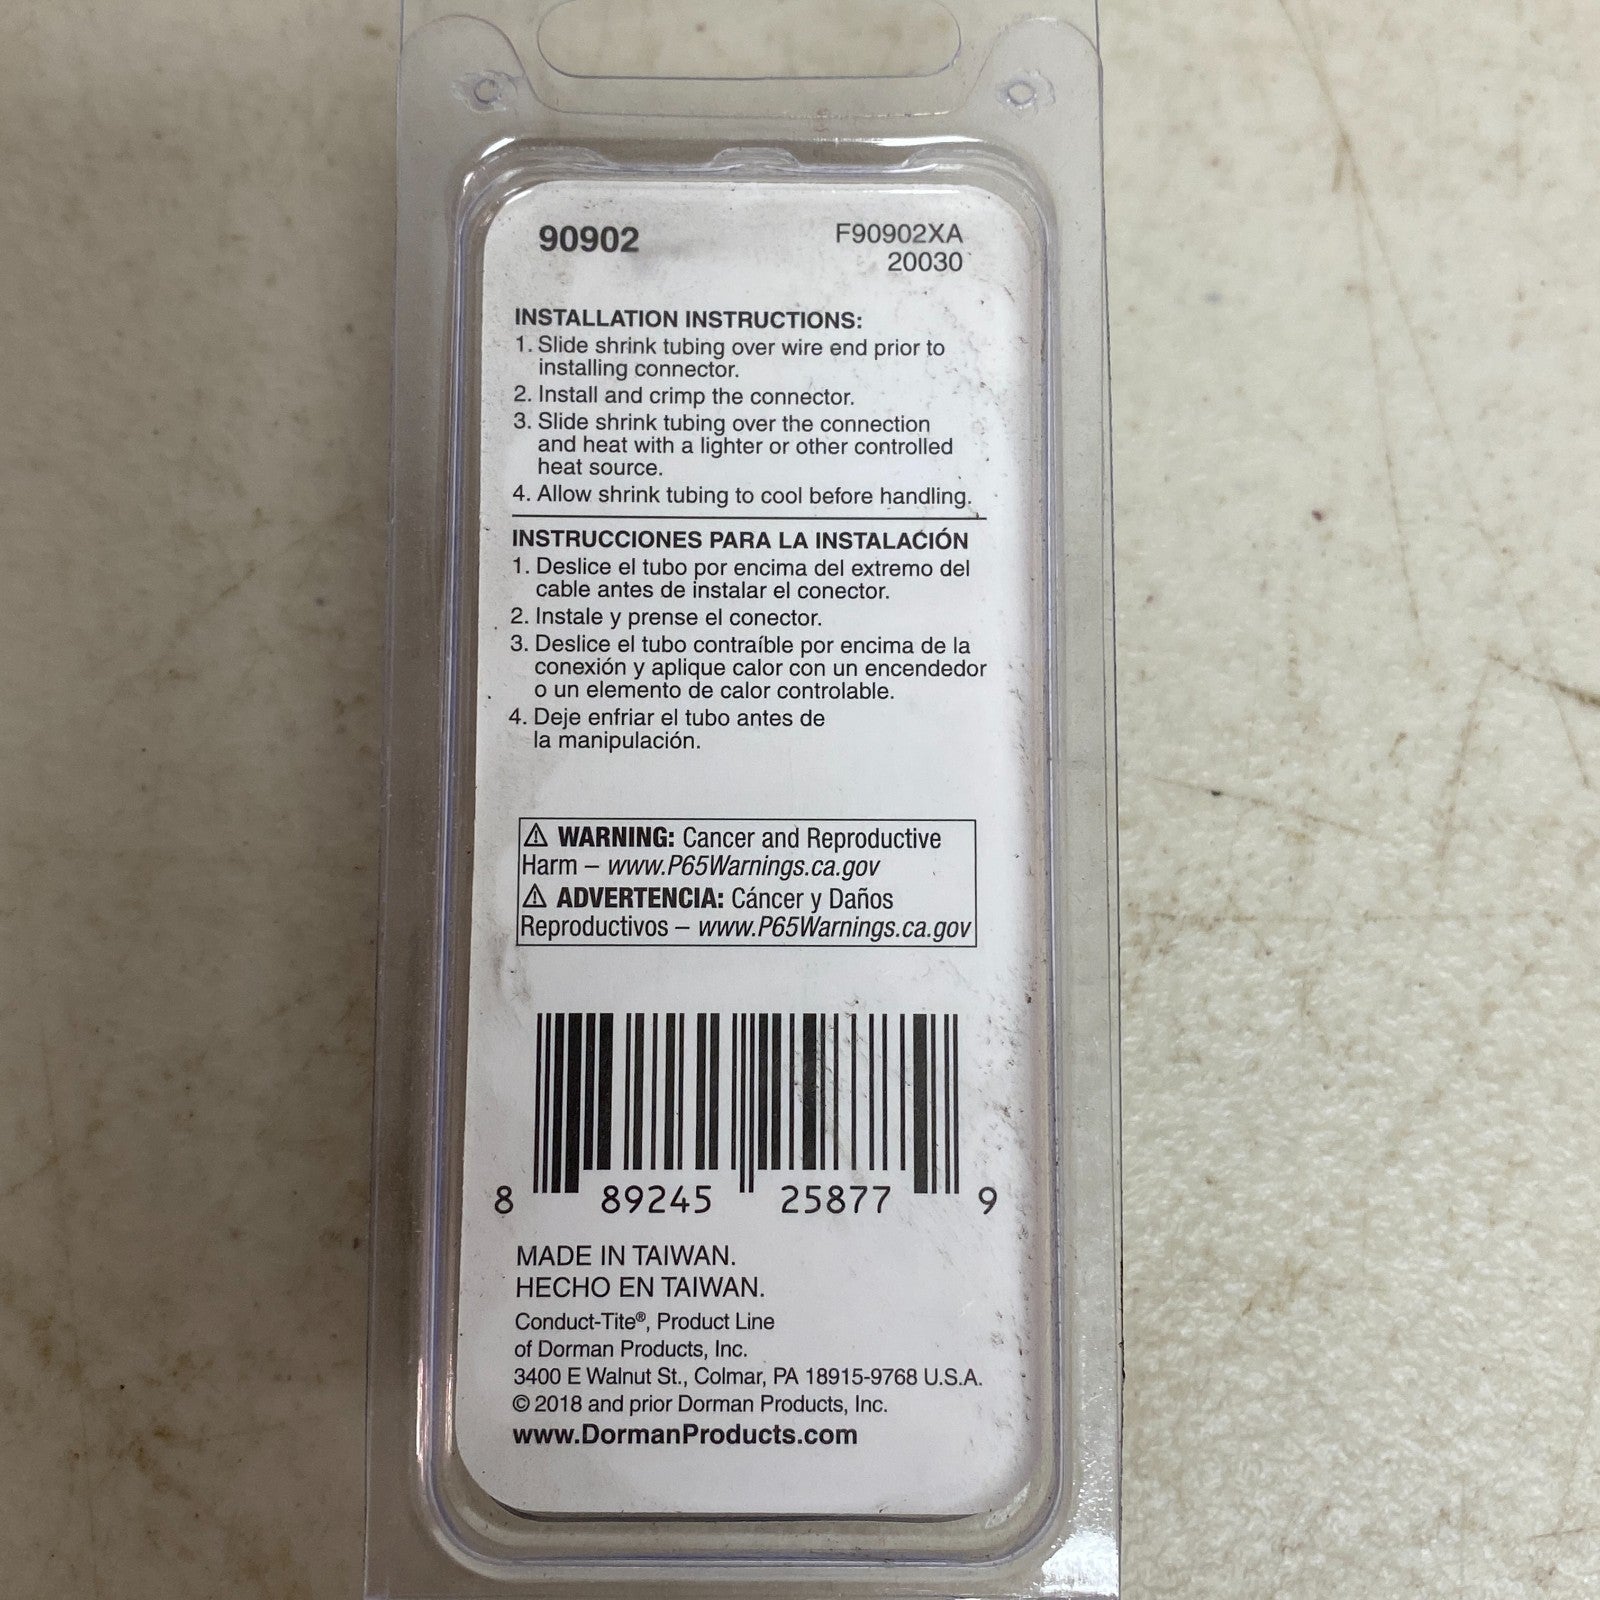 90902
F90902XA
20030
INSTALLATION INSTRUCTIONS:
1. Slide shrink tubing over wire end prior to
installing connector.
2. Install and crimp the connector.
3. Slide shrink tubing over the connection
and heat with a lighter or other controlled
heat source.
4. Allow shrink tubing to cool before handling.
INSTRUCCIONES PARA LA INSTALACIÓN
1. Deslice el tubo por encima del extremo del
cable antes de instalar el conector.
2. Instale y prense el conector.
3. Deslice el tubo contraíble por encima de la
conexión y aplique calor con un encendedor
o un elemento de calor controlable.
4. Deje enfriar el tubo antes de
la manipulación.
⚠ WARNING: Cancer and Reproductive
Harm – www.P65Warnings.ca.gov
⚠ ADVERTENCIA: Cáncer y Daños
Reproductivos – www.P65Warnings.ca.gov
8 89245 25877 9
MADE IN TAIWAN.
HECHO EN TAIWAN.
Conduct-Tite®, Product Line
of Dorman Products, Inc.
3400 E Walnut St., Colmar, PA 18915-9768 U.S.A.
© 2018 and prior Dorman Products, Inc.
www.DormanProducts.com